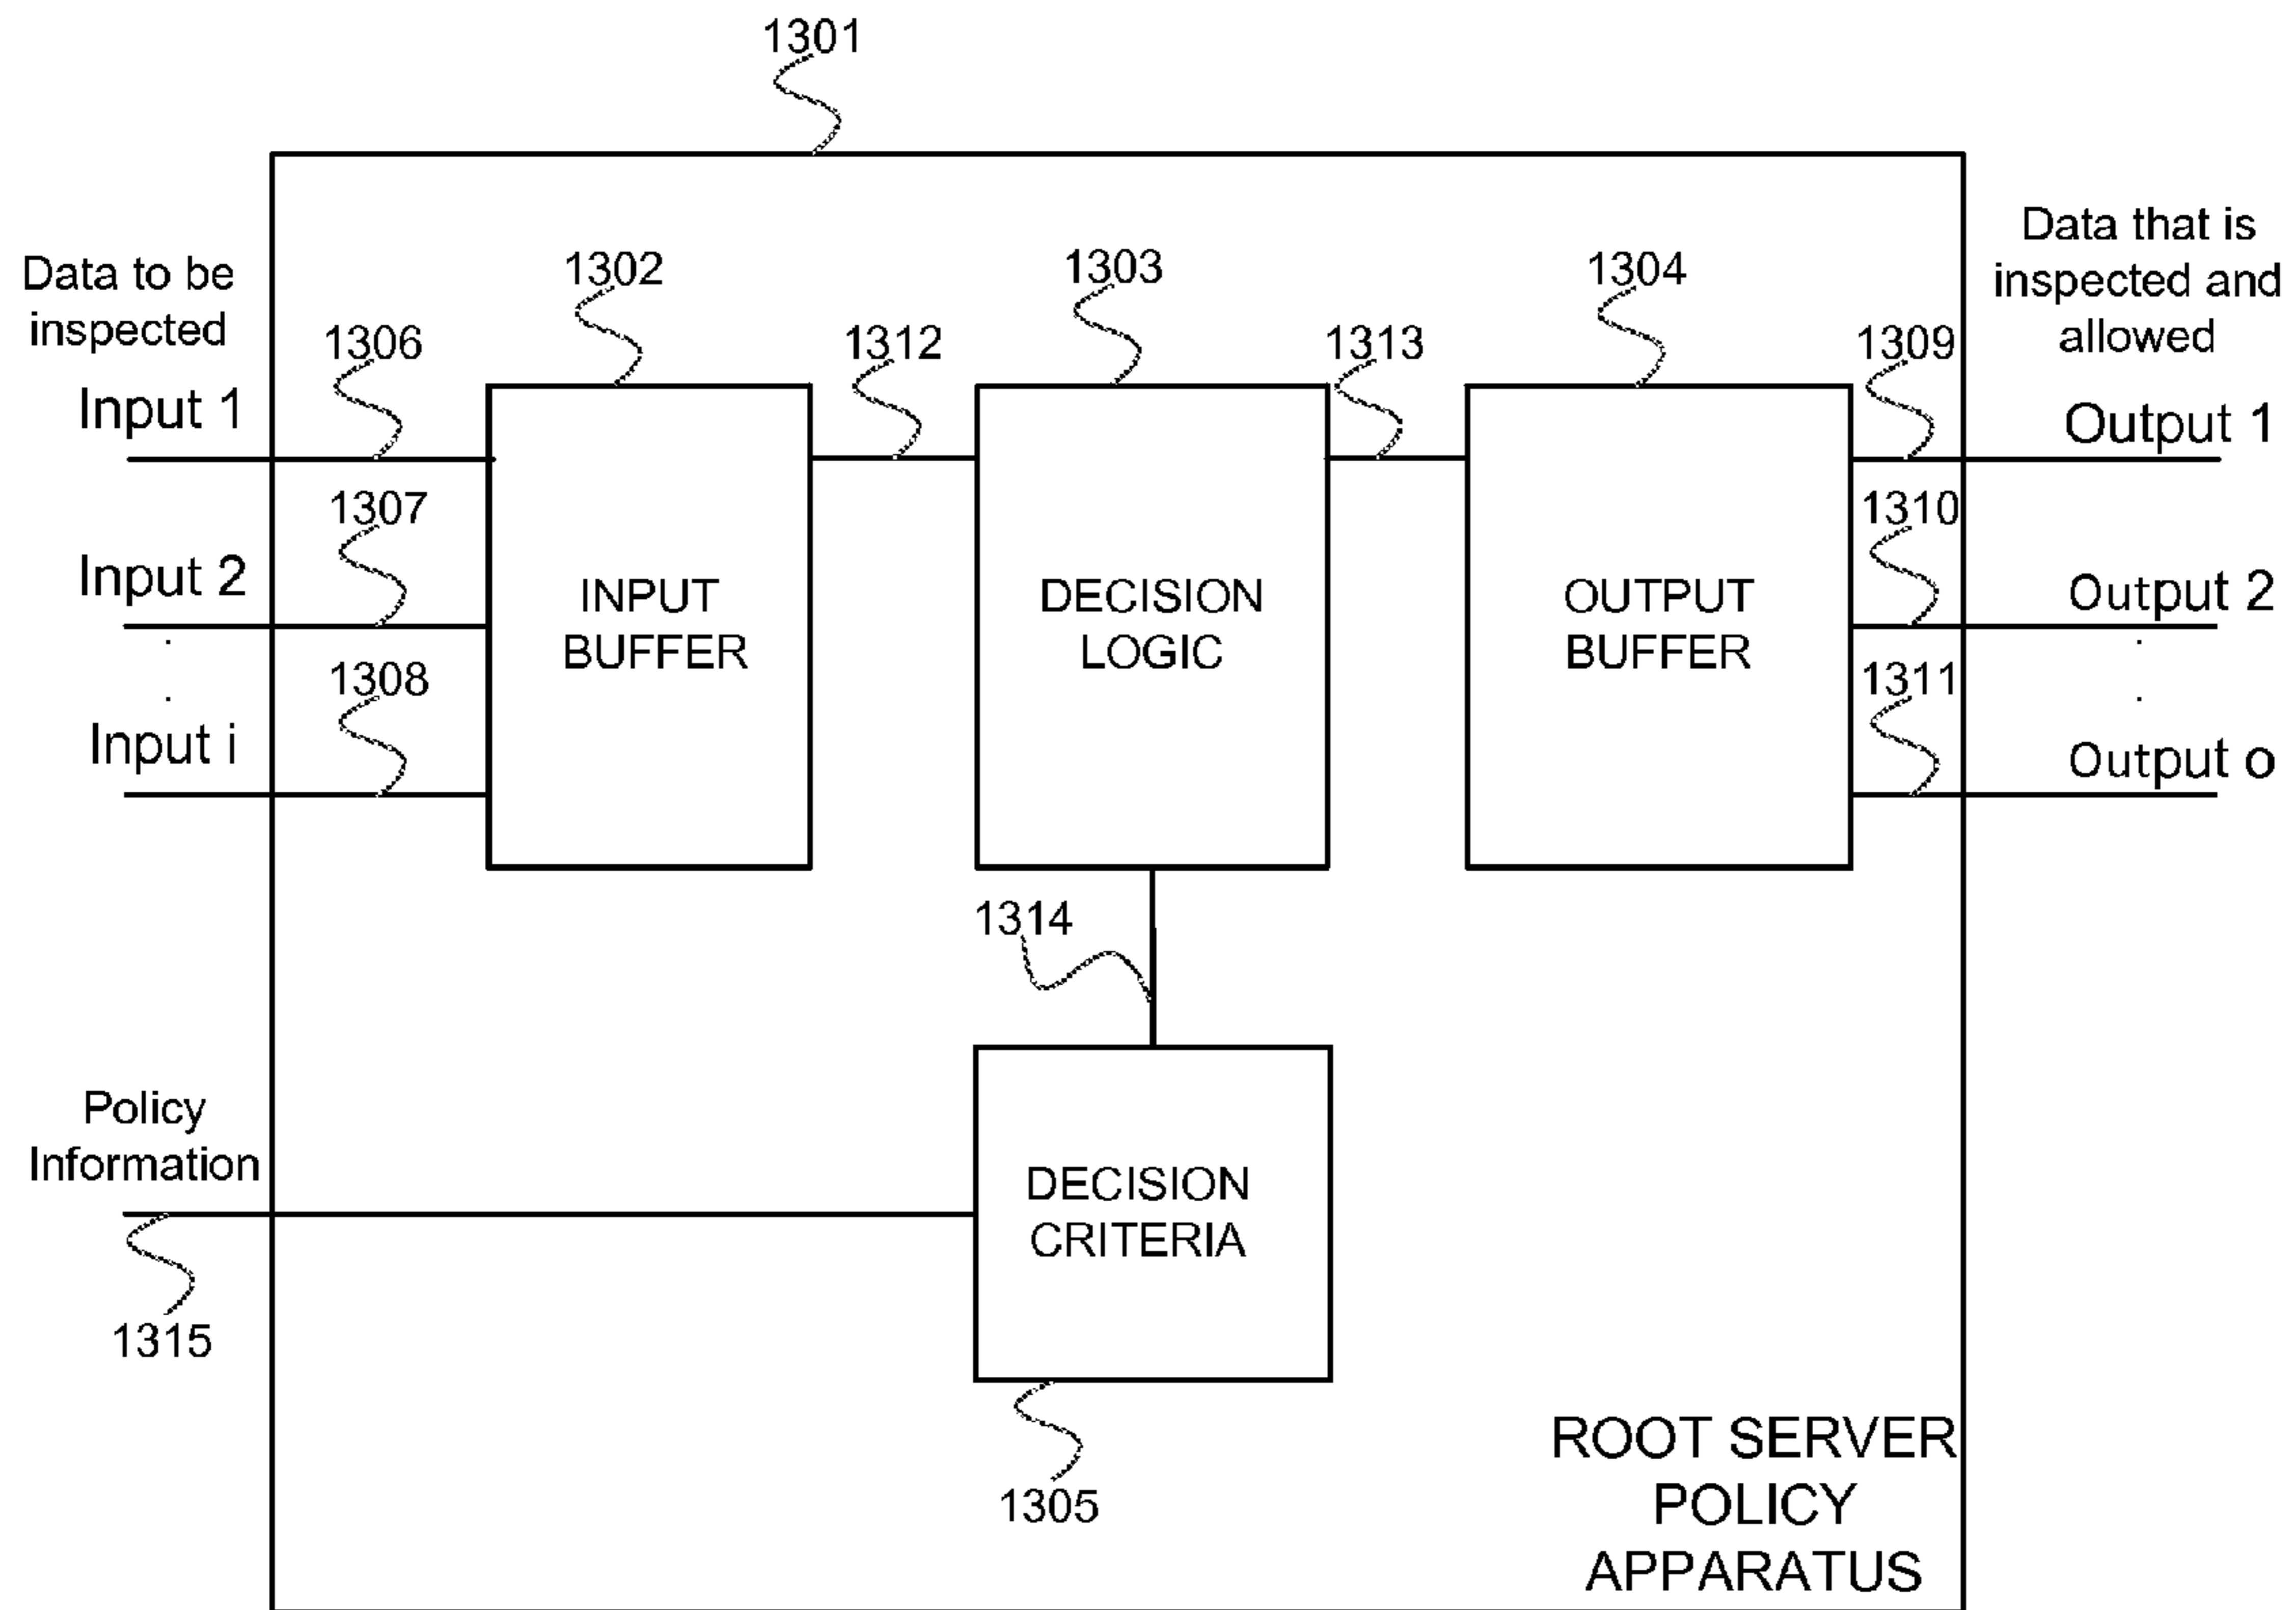 1301
Data to be
inspected
1302
1303
1304
Data that is
inspected and
allowed
1306
1312
1313
1309
Input 1
Output 1
1307
1310
Input 2
INPUT
BUFFER
DECISION
LOGIC
OUTPUT
BUFFER
Output 2
.
.
.
.
1308
1311
Input i
Output o
1314
Policy
Information
DECISION
CRITERIA
1315
1305
ROOT SERVER
POLICY
APPARATUS